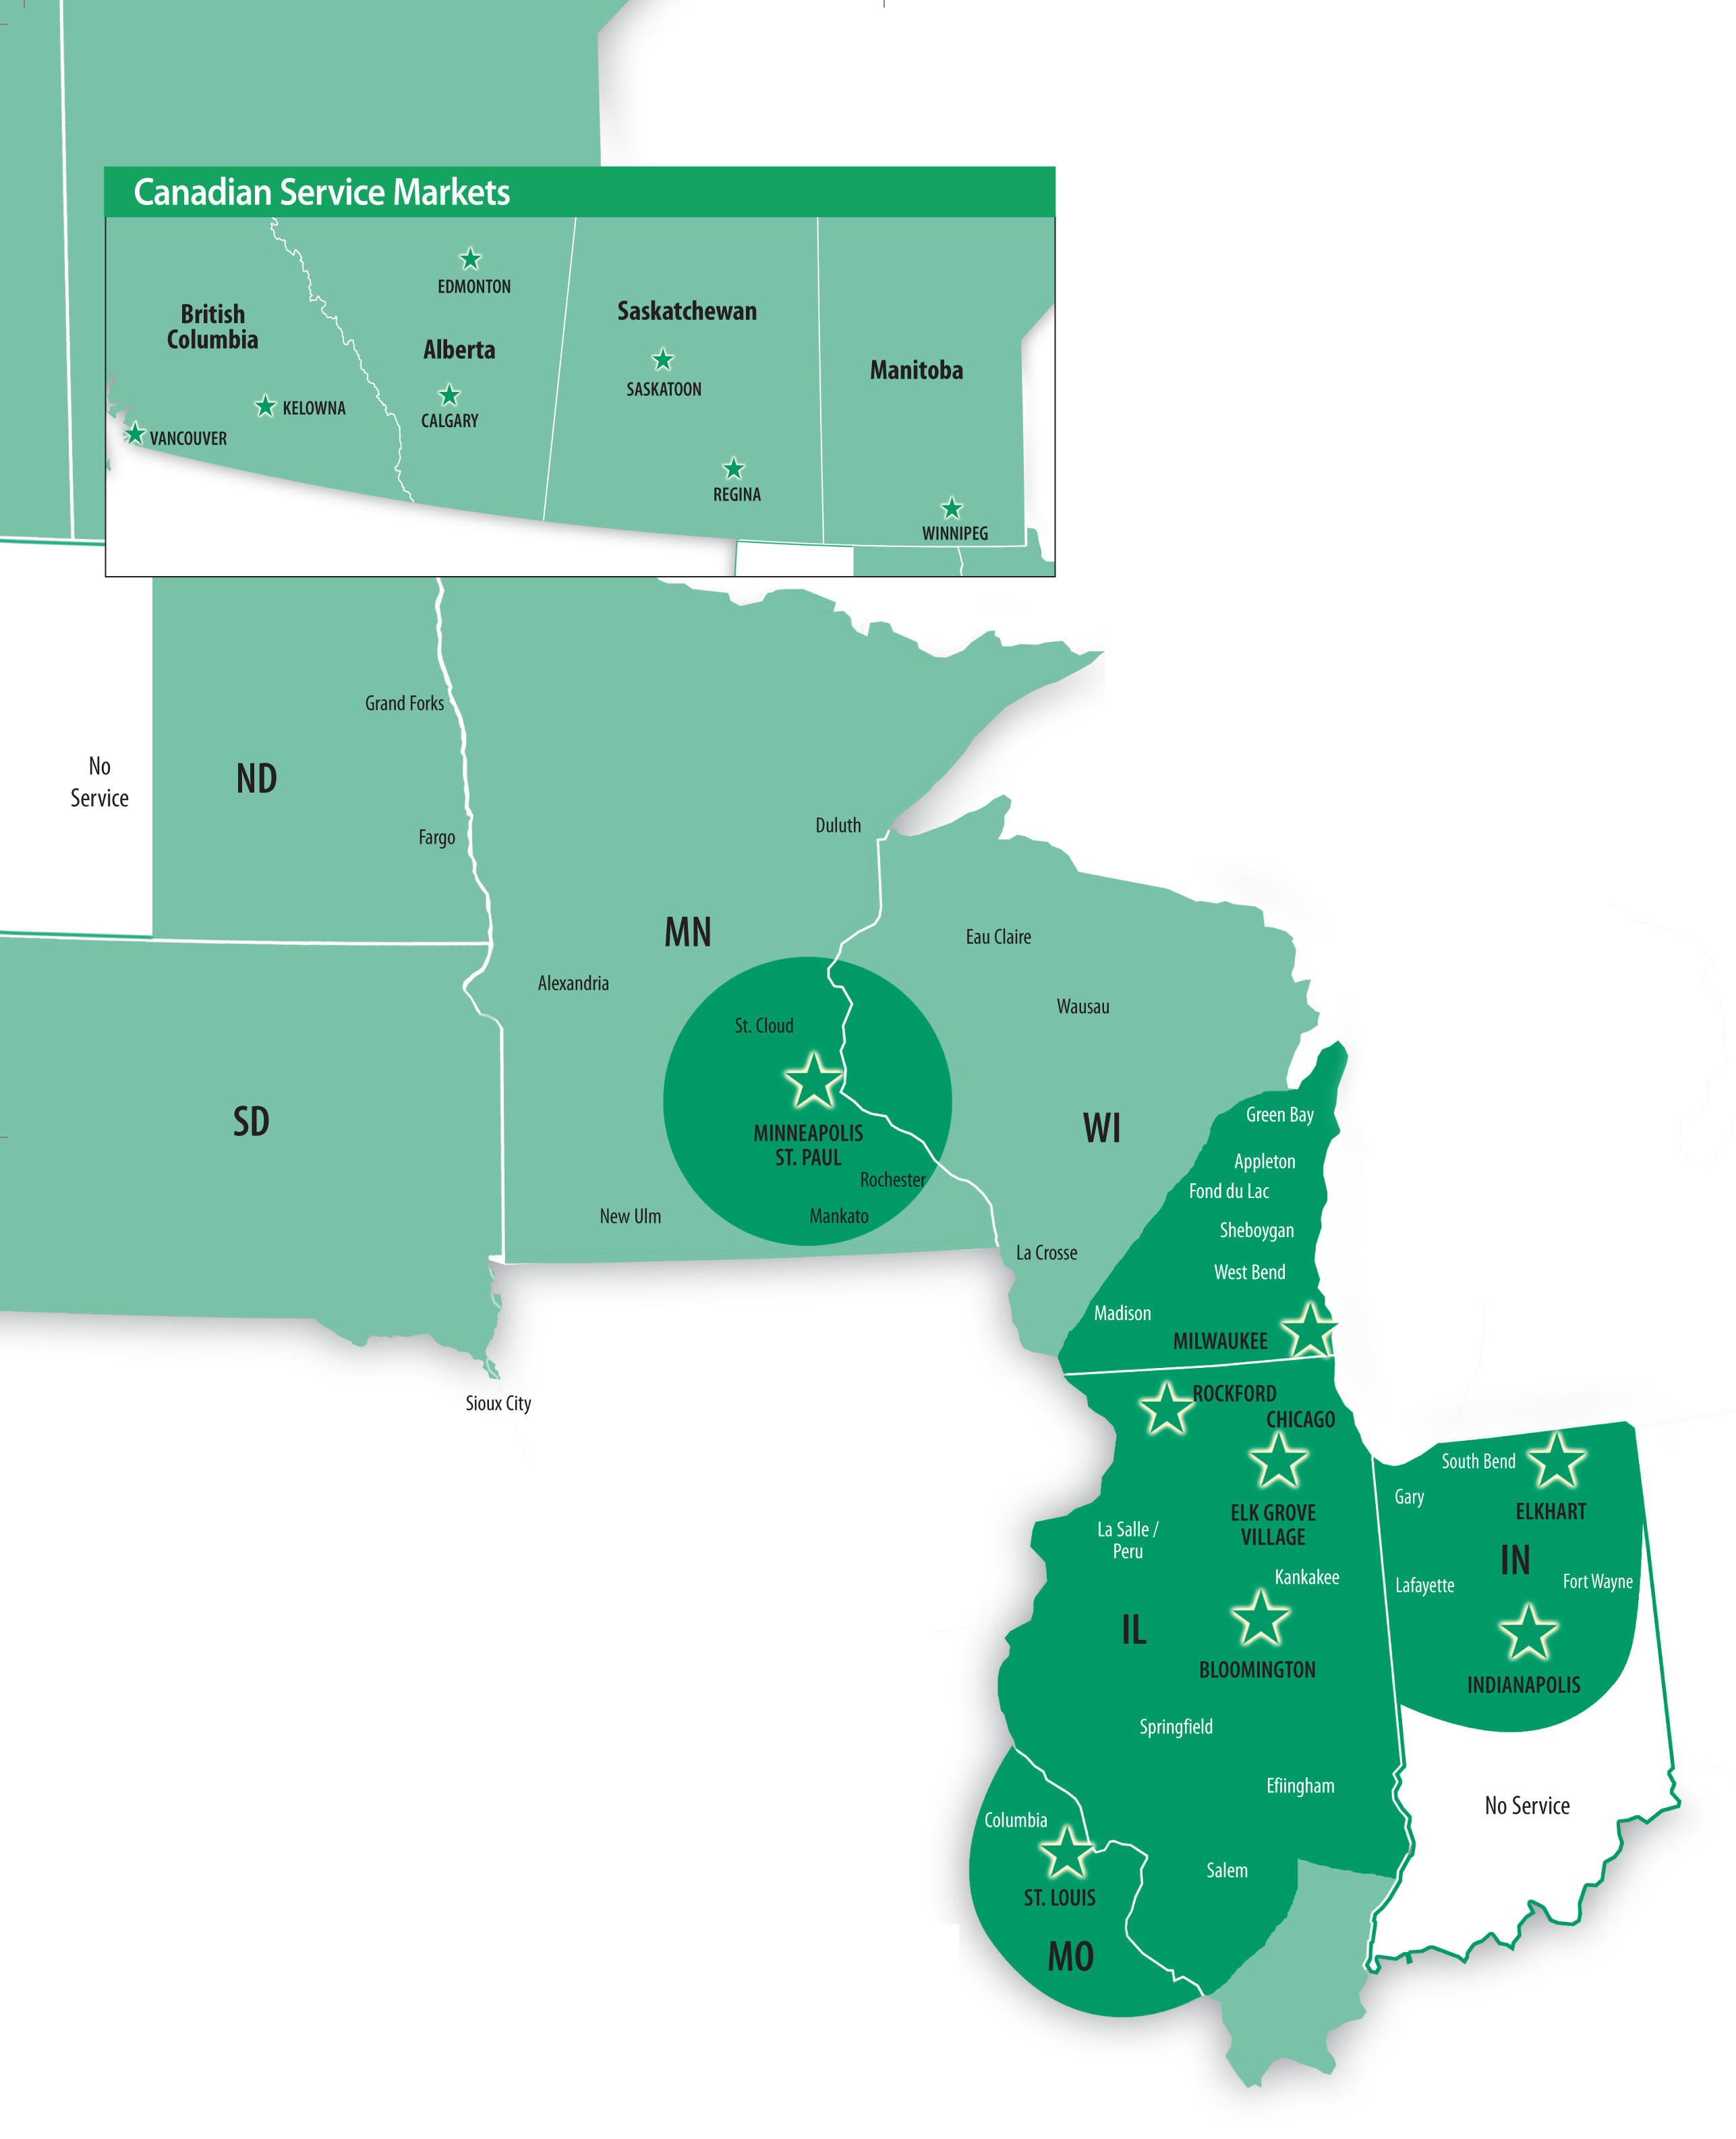 Canadian Service Markets
EDMONTON
British
Columbia
Saskatchewan
Alberta
SASKATOON
Manitoba
KELOWNA
CALGARY
VANCOUVER
REGINA
WINNIPEG
Grand Forks
No
Service
ND
Fargo
Duluth
MN
Eau Claire
Alexandria
Wausau
St. Cloud
SD
MINNEAPOLIS
ST. PAUL
WI
Green Bay
Appleton
Rochester
Fond du Lac
New Ulm
Mankato
Sheboygan
La Crosse
West Bend
Madison
MILWAUKEE
Sioux City
ROCKFORD
CHICAGO
South Bend
Gary
ELK GROVE
VILLAGE
ELKHART
La Salle /
Peru
IN
Kankakee
Lafayette
Fort Wayne
IL
BLOOMINGTON
INDIANAPOLIS
Springfield
Efiingham
No Service
Columbia
Salem
ST. LOUIS
MO